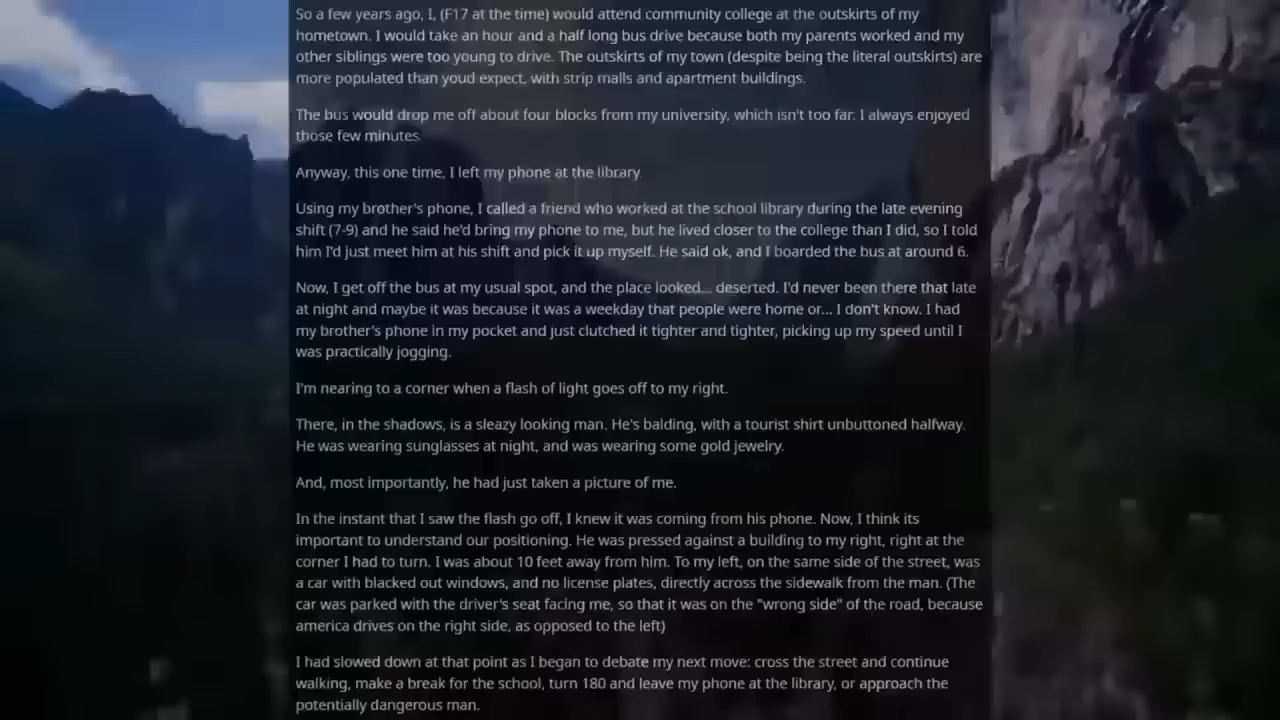 So a few years ago, I, (F17 at the time) would attend community college at the outskirts of my
hometown. I would take an hour and a half long bus drive because both my parents worked and my
other siblings were too young to drive. The outskirts of my town (despite being the literal outskirts) are
more populated than youd expect, with strip malls and apartment buildings.
The bus would drop me off about four blocks from my university, which isn't too far. I always enjoyed
those few minutes.
Anyway, this one time, I left my phone at the library.
Using my brother's phone, I called a friend who worked at the school library during the late evening
shift (7-9) and he said he'd bring my phone to me, but he lived closer to the college than I did, so I told
him I'd just meet him at his shift and pick it up myself. He said ok, and I boarded the bus at around 6.
Now, I get off the bus at my usual spot, and the place looked... deserted. I'd never been there that late
at night and maybe it was because it was a weekday that people were home or... I don't know. I had
my brother's phone in my pocket and just clutched it tighter and tighter, picking up my speed until I
was practically jogging.
I'm nearing to a corner when a flash of light goes off to my right.
There, in the shadows, is a sleazy looking man. He's balding, with a tourist shirt unbuttoned halfway.
He was wearing sunglasses at night, and was wearing some gold jewelry.
And, most importantly, he had just taken a picture of me.
In the instant that I saw the flash go off, I knew it was coming from his phone. Now, I think its
important to understand our positioning. He was pressed against a building to my right, right at the
corner I had to turn. I was about 10 feet away from him. To my left, on the same side of the street, was
a car with blacked out windows, and no license plates, directly across the sidewalk from the man. (The
car was parked with the driver's seat facing me, so that it was on the "wrong side" of the road, because
america drives on the right side, as opposed to the left)
I had slowed down at that point as I began to debate my next move: cross the street and continue
walking, make a break for the school, turn 180 and leave my phone at the library, or approach the
potentially dangerous man.